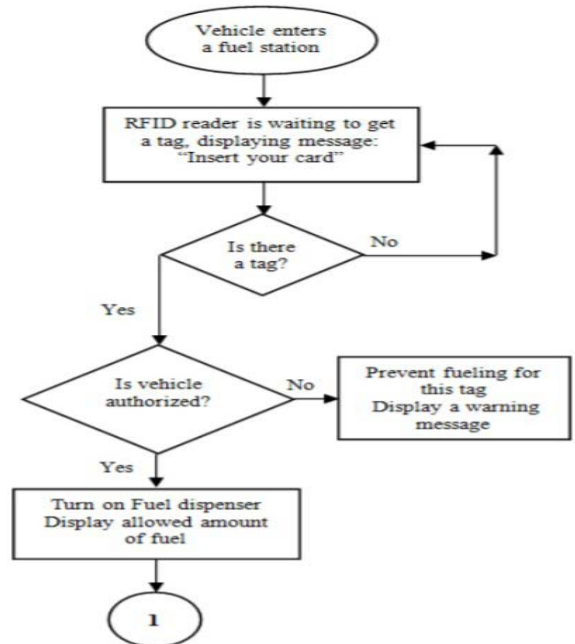 Vehicle enters
a fuel station
RFID reader is waiting to get
a tag, displaying message:
“Insert your card”
Is there
a tag?
No
Yes
Is vehicle
authorized?
No
Prevent fueling for
this tag
Display a warning
message
Yes
Turn on Fuel dispenser
Display allowed amount
of fuel
1